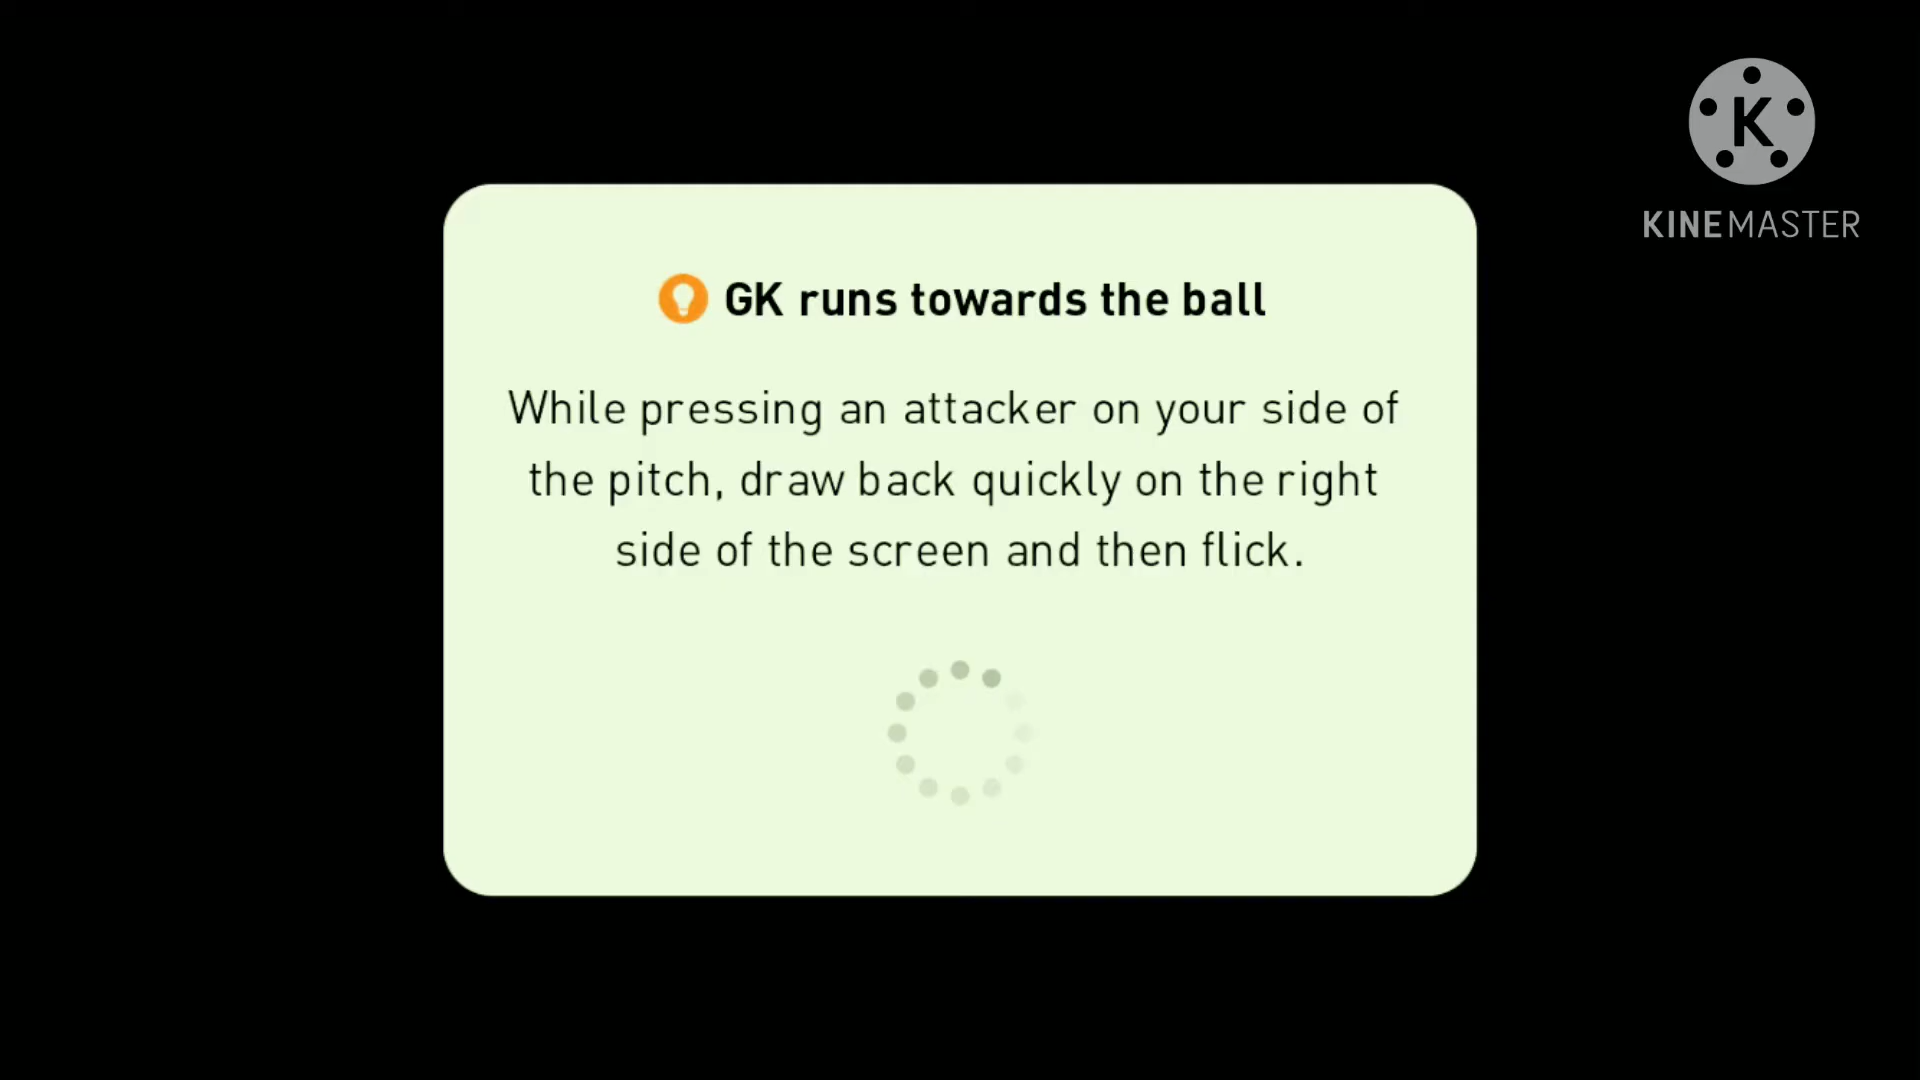 K
KINEMASTER
GK runs towards the ball
While pressing an attacker on your side of
the pitch, draw back quickly on the right
side of the screen and then flick.